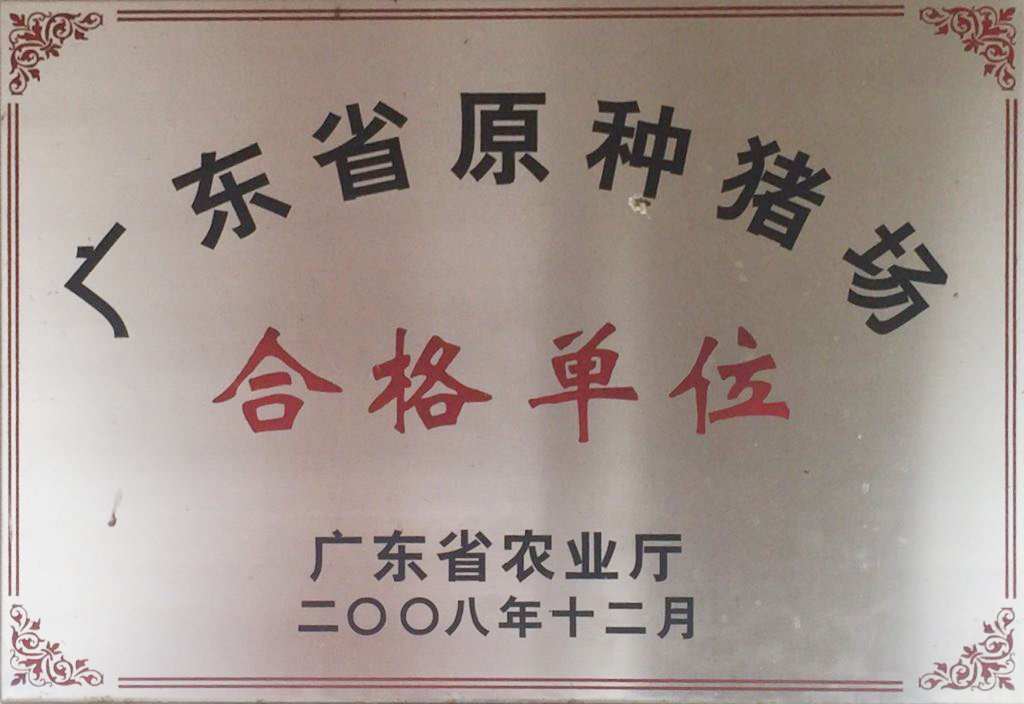 广东省原种猪场
合格单位
广东省农业厅
二〇〇八年十二月